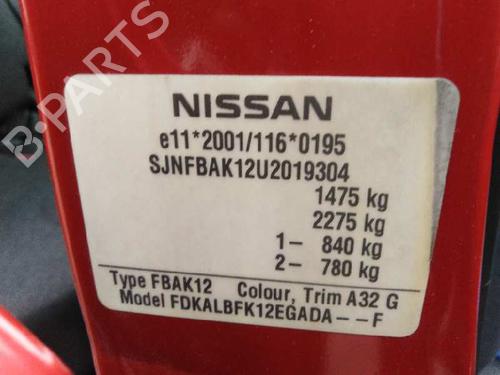 B-PARTS
NISSAN
e11*2001/116*0195
SJNFBAK12U2019304
1475 kg
2275 kg
1- 840 kg
2- 780 kg
Type FBAK12 Colour, Trim A32 G
Model FDKALBFK12EGADA--F